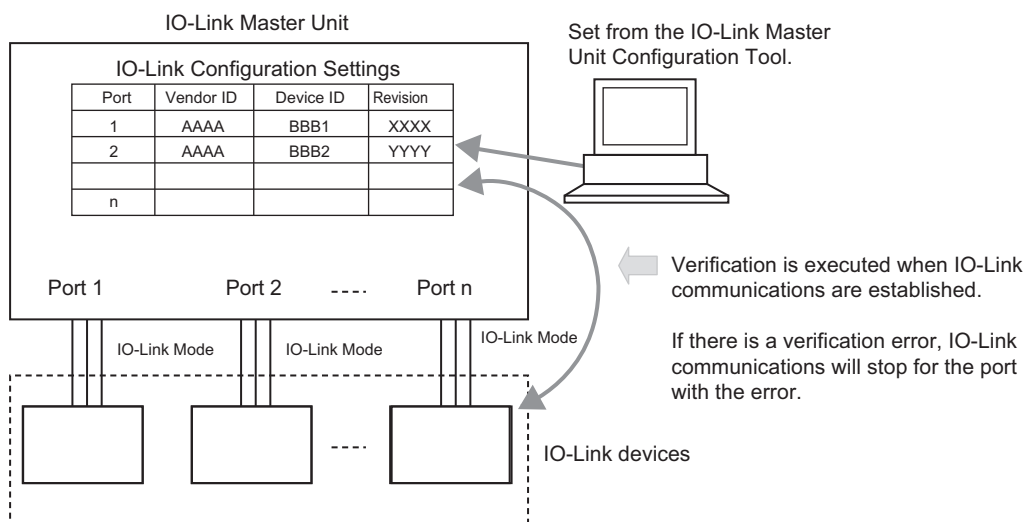 IO-Link Master Unit
Set from the IO-Link Master
Unit Configuration Tool.
IO-Link Configuration Settings
Port Vendor ID Device ID Revision
1 AAAA BBB1 XXXX
2 AAAA BBB2 YYYY
n
Verification is executed when IO-Link
communications are established.
Port 1 Port 2 Port n
If there is a verification error, IO-Link
communications will stop for the port
with the error.
IO-Link Mode IO-Link Mode IO-Link Mode
IO-Link devices